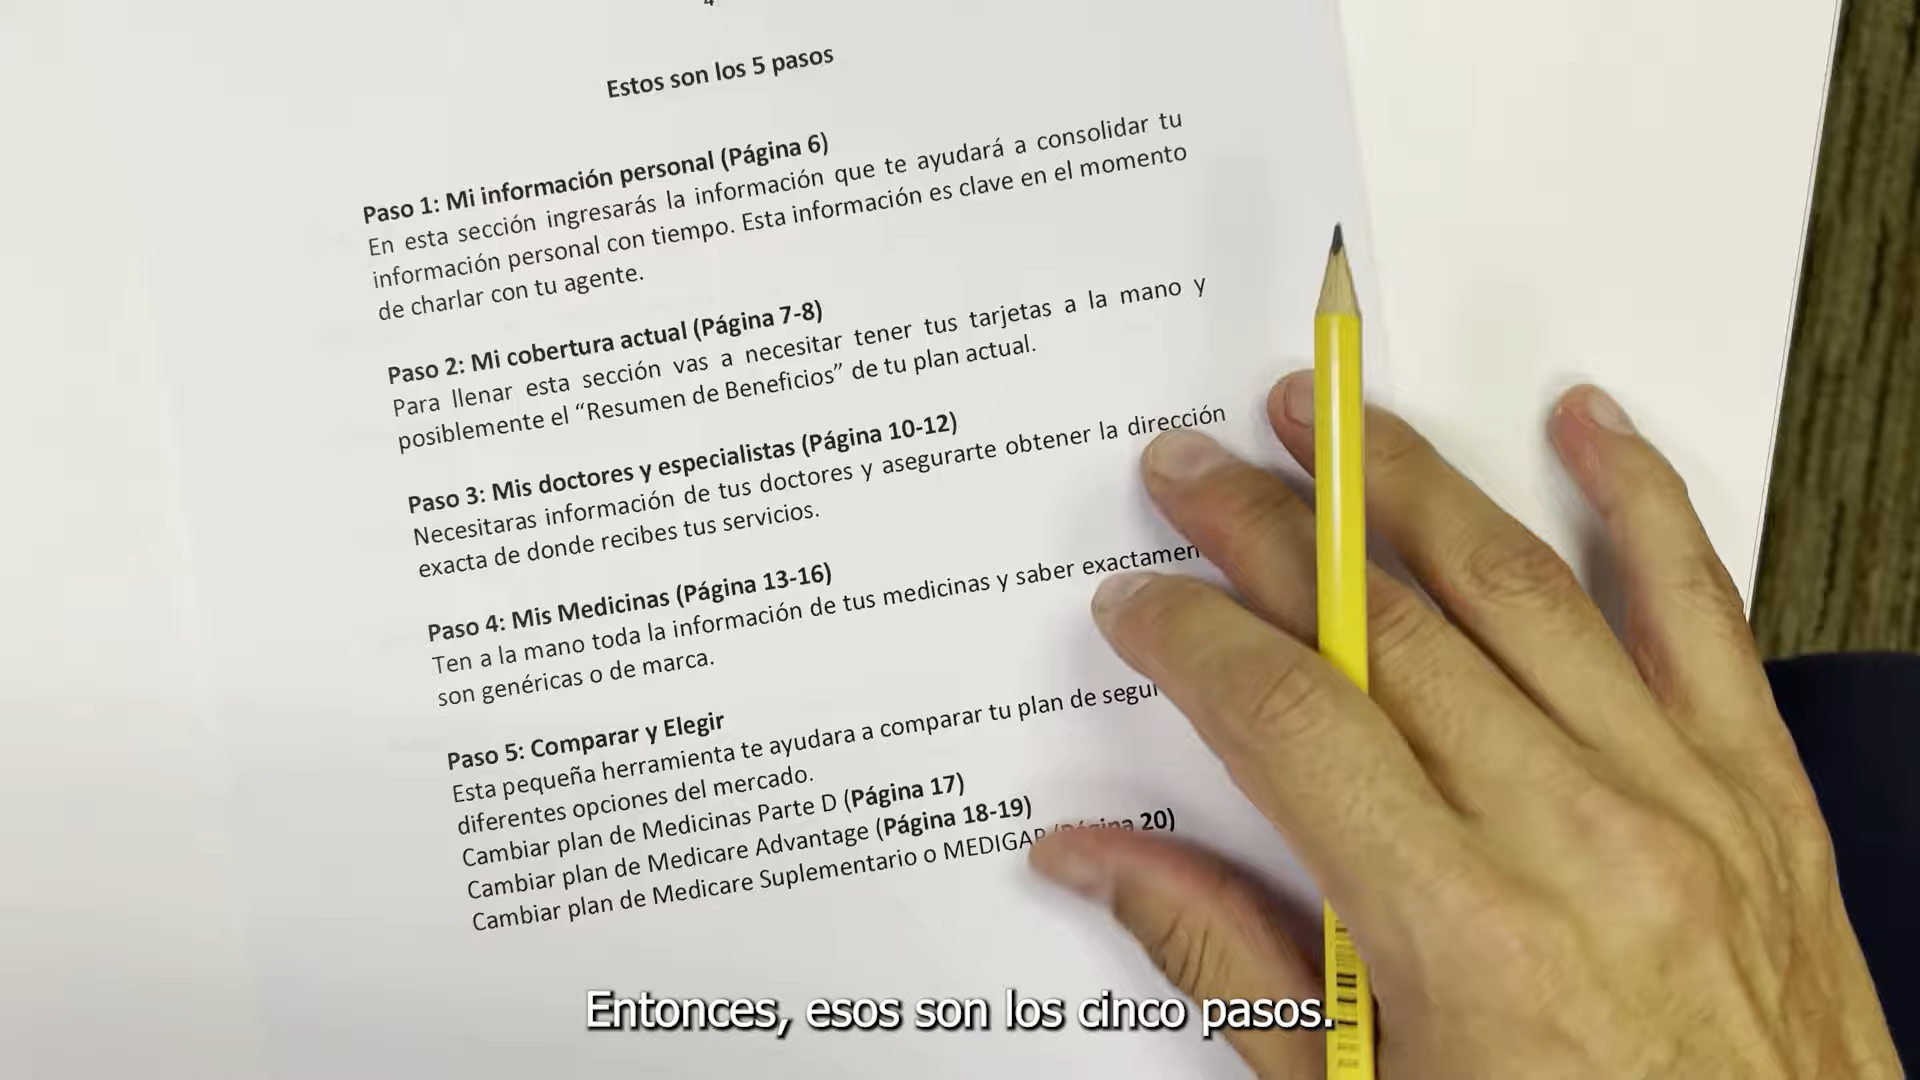 4
Estos son los 5 pasos
Paso 1: Mi información personal (Página 6)
En esta sección ingresarás la información que te ayudará a consolidar tu
información personal con tiempo. Esta información es clave en el momento
de charlar con tu agente.
Paso 2: Mi cobertura actual (Página 7-8)
Para llenar esta sección vas a necesitar tener tus tarjetas a la mano y
posiblemente el “Resumen de Beneficios” de tu plan actual.
Paso 3: Mis doctores y especialistas (Página 10-12)
Necesitaras información de tus doctores y asegurarte obtener la dirección
exacta de donde recibes tus servicios.
Paso 4: Mis Medicinas (Página 13-16)
Ten a la mano toda la información de tus medicinas y saber
son genéricas o de marca.
Paso 5: Comparar y Elegir
Esta pequeña herramienta te ayudara a comparar tu plan de
diferentes opciones del mercado.
Cambiar plan de Medicinas Parte D (Página 17)
Cambiar plan de Medicare Advantage (Página 18-19)
Cambiar plan de Medicare Suplementario o MEDIGAP (Página 20)
Entonces, esos son los cinco pasos.